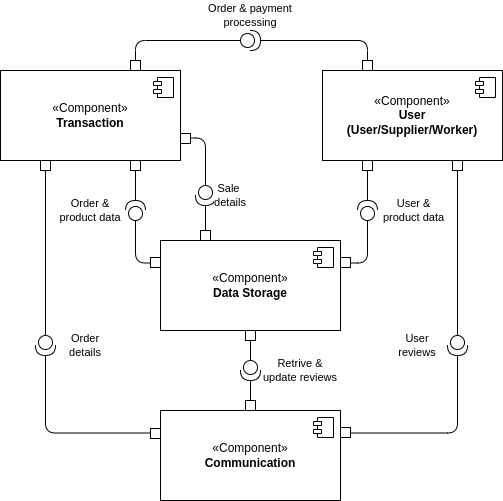 Order & payment
processing
«Component»
Transaction
«Component»
User
(User/Supplier/Worker)
Order &
product data
Sale
details
User &
product data
«Component»
Data Storage
Order
details
User
reviews
Retrive &
update reviews
«Component»
Communication